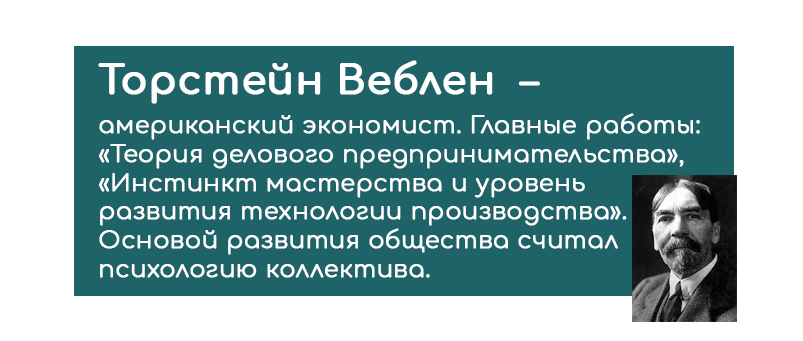 Торстейн Веблен –
американский экономист. Главные работы:
«Теория делового предпринимательства»,
«Инстинкт мастерства и уровень
развития технологии производства».
Основой развития общества считал
психологию коллектива.